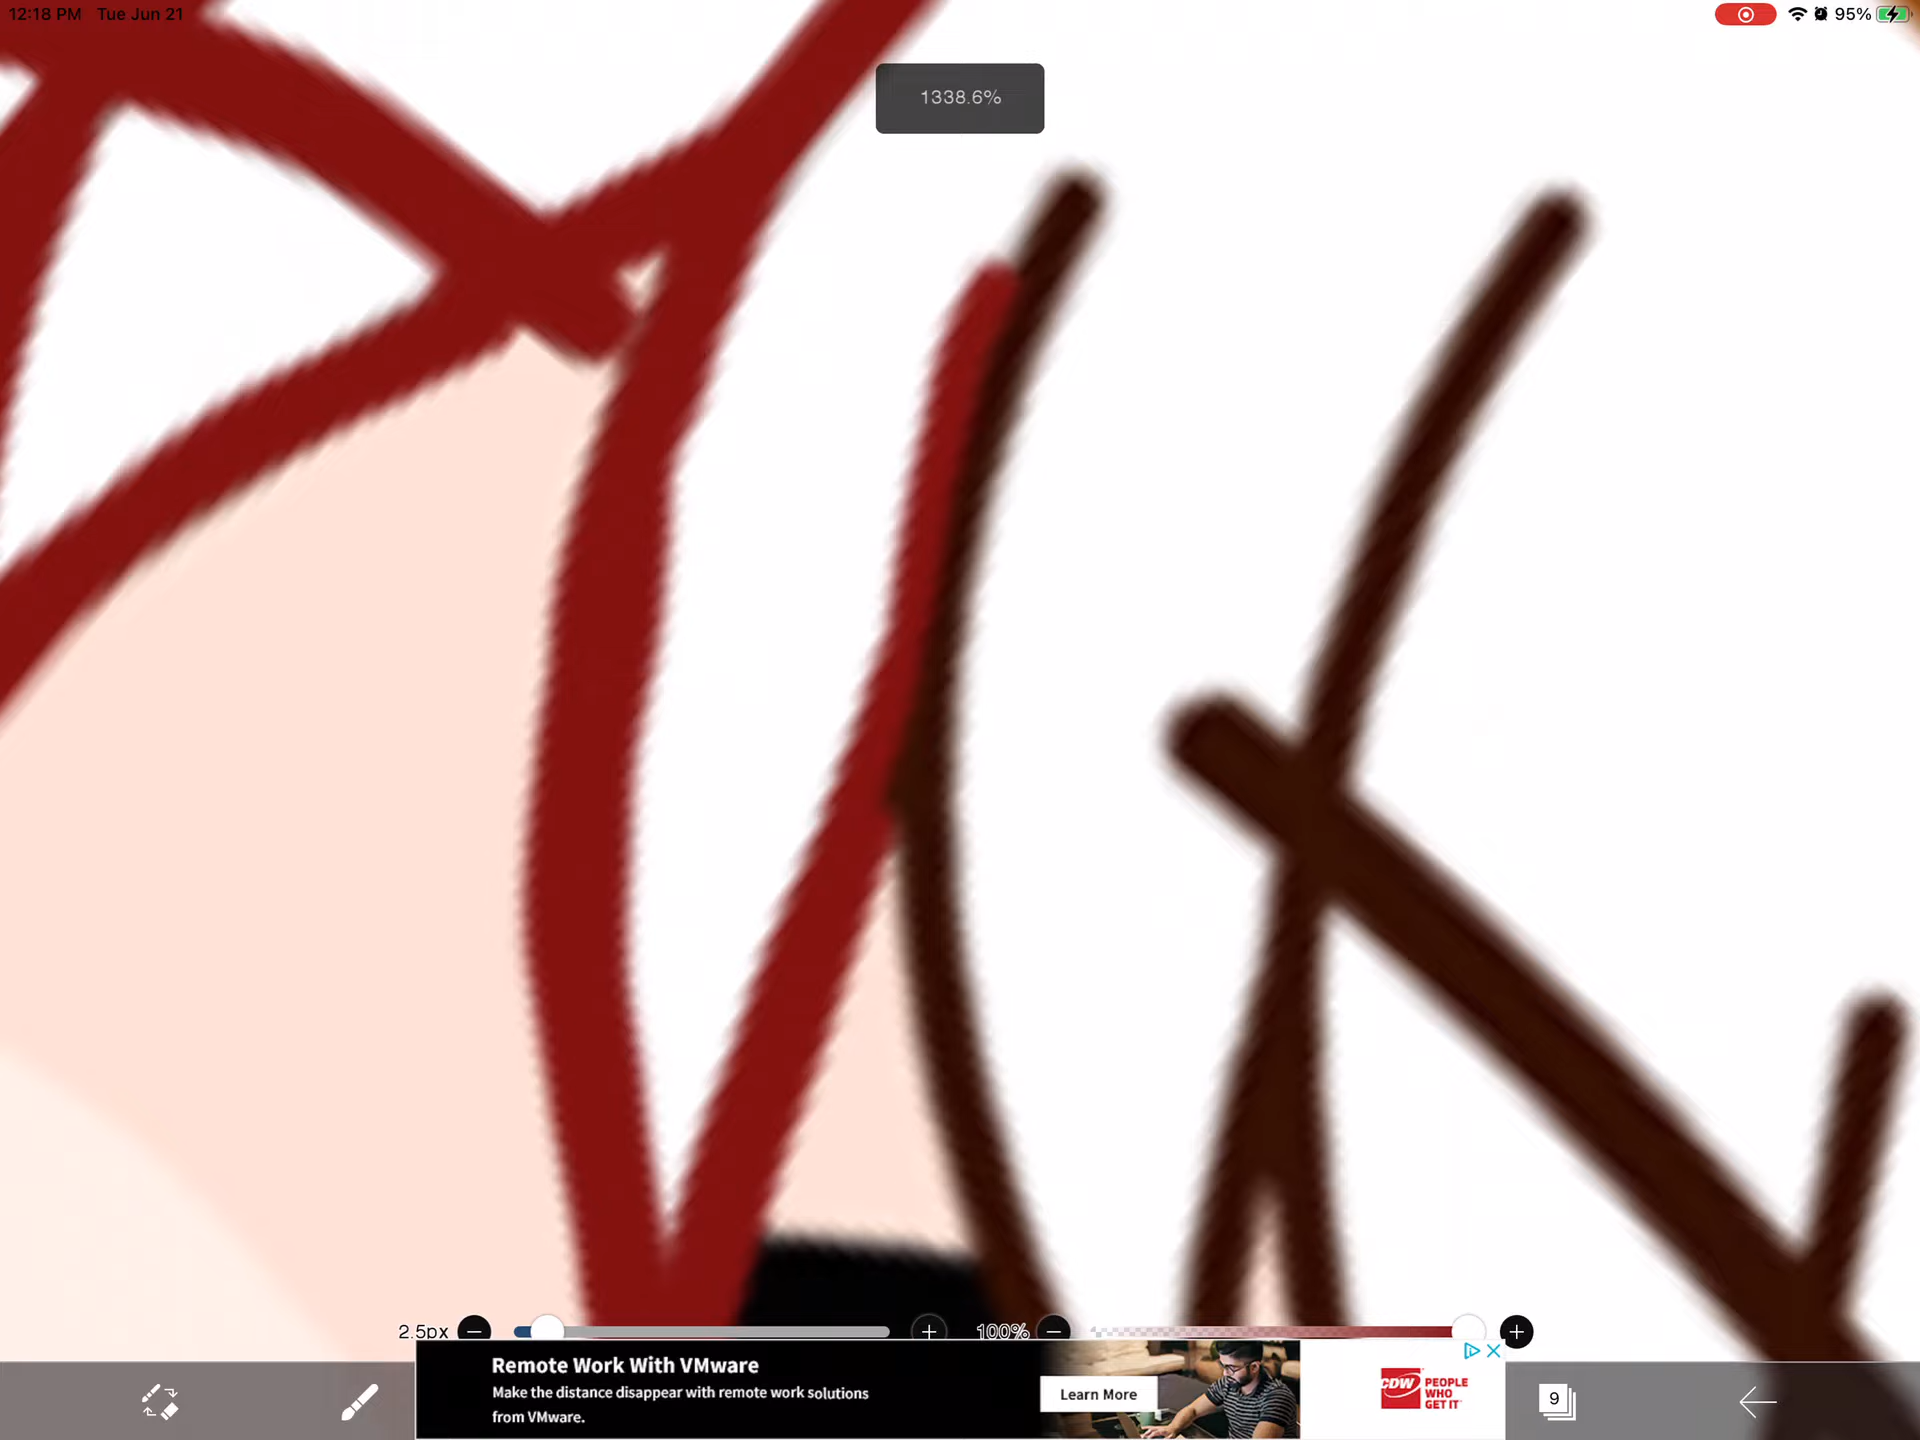 12:18 PM Tue Jun 21
95%
1338.6%
2.5px
100%
Remote Work With VMware
Make the distance disappear with remote work solutions
from VMware.
Learn More
CDW
PEOPLE
WHO
GET IT
9